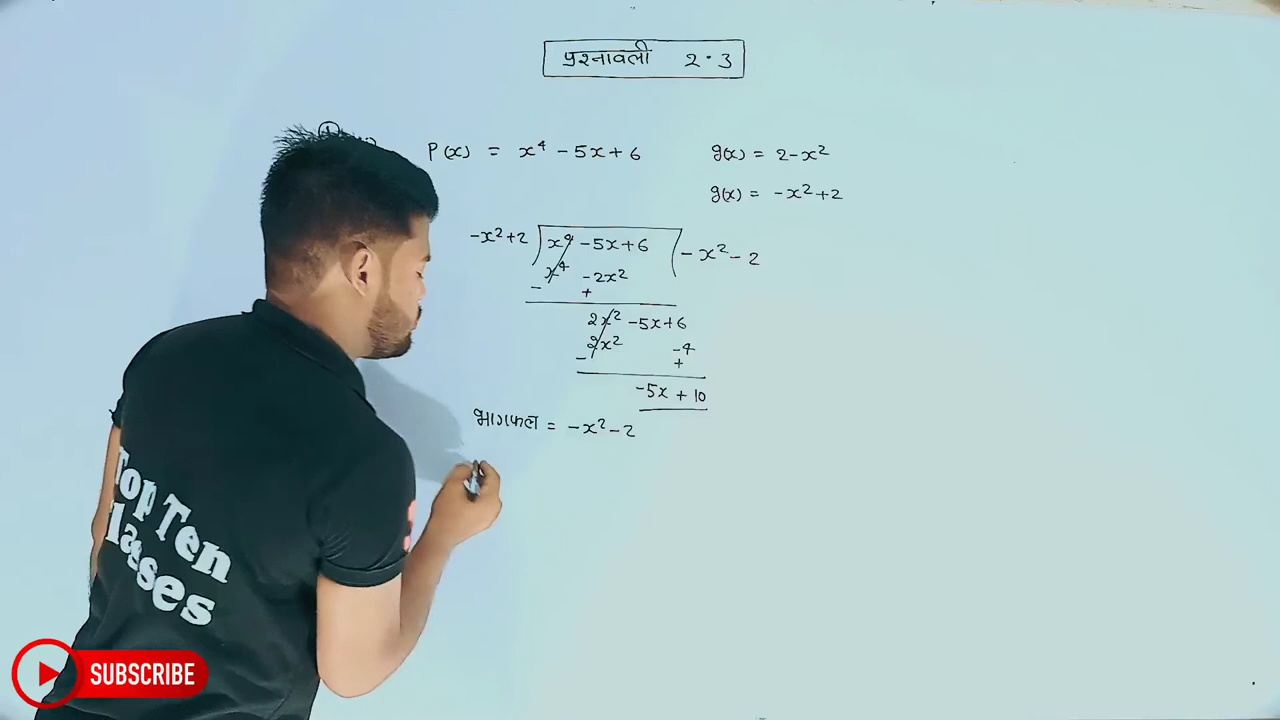 प्रश्नावली 2.3
P(x) = x⁴ - 5x + 6 g(x) = 2 - x²
g(x) = -x² + 2
-x² + 2 ) x⁴ - 5x + 6 ( - x² - 2
x⁴ - 2x²
- +
2x² - 5x + 6
2x² - 4
- +
-5x + 10
भागफल = -x² - 2
Top Ten
Classes
SUBSCRIBE